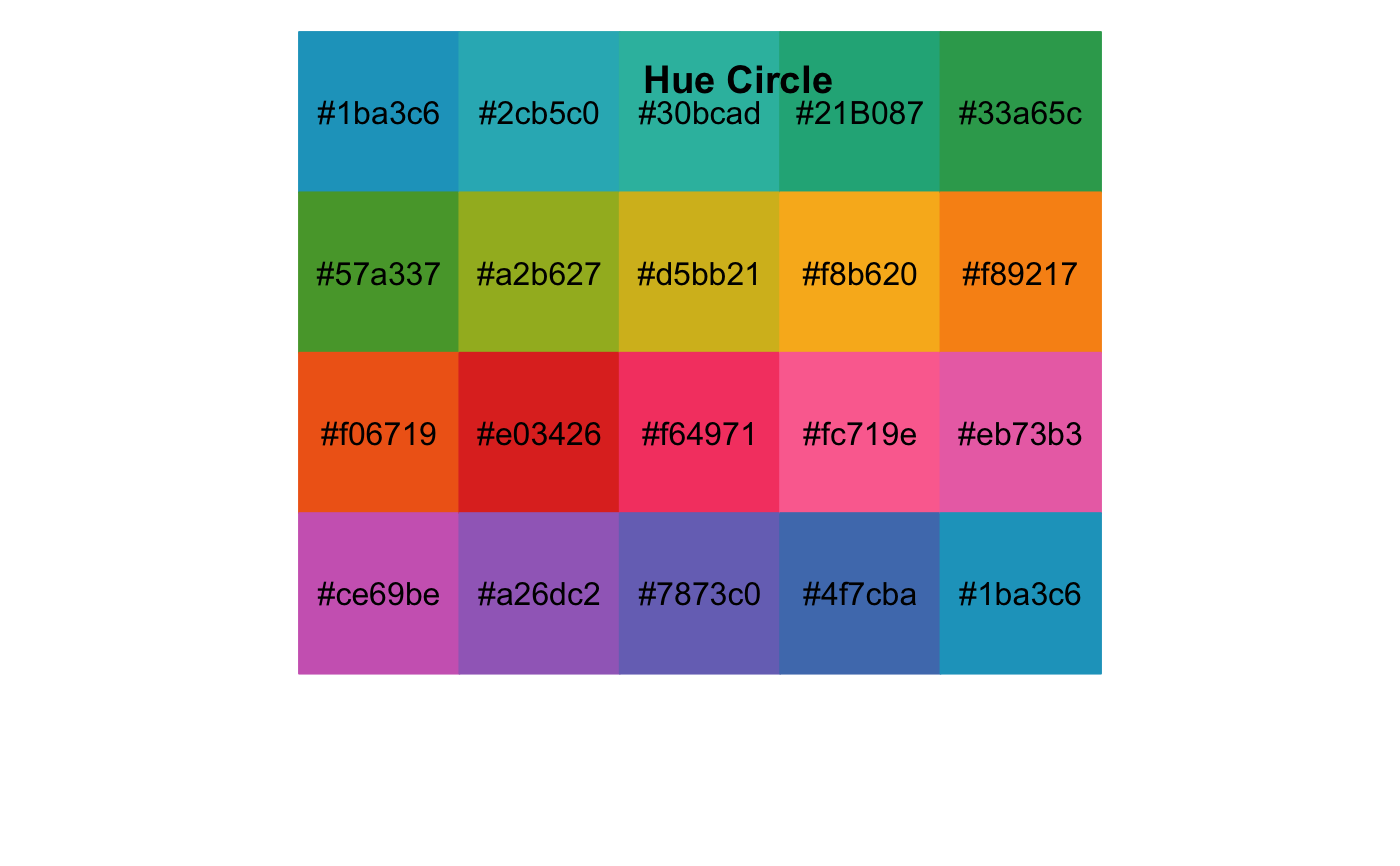 Hue Circle
#1ba3c6 #2cb5c0 #30bcad #21B087 #33a65c
#57a337 #a2b627 #d5bb21 #f8b620 #f89217
#f06719 #e03426 #f64971 #fc719e #eb73b3
#ce69be #a26dc2 #7873c0 #4f7cba #1ba3c6